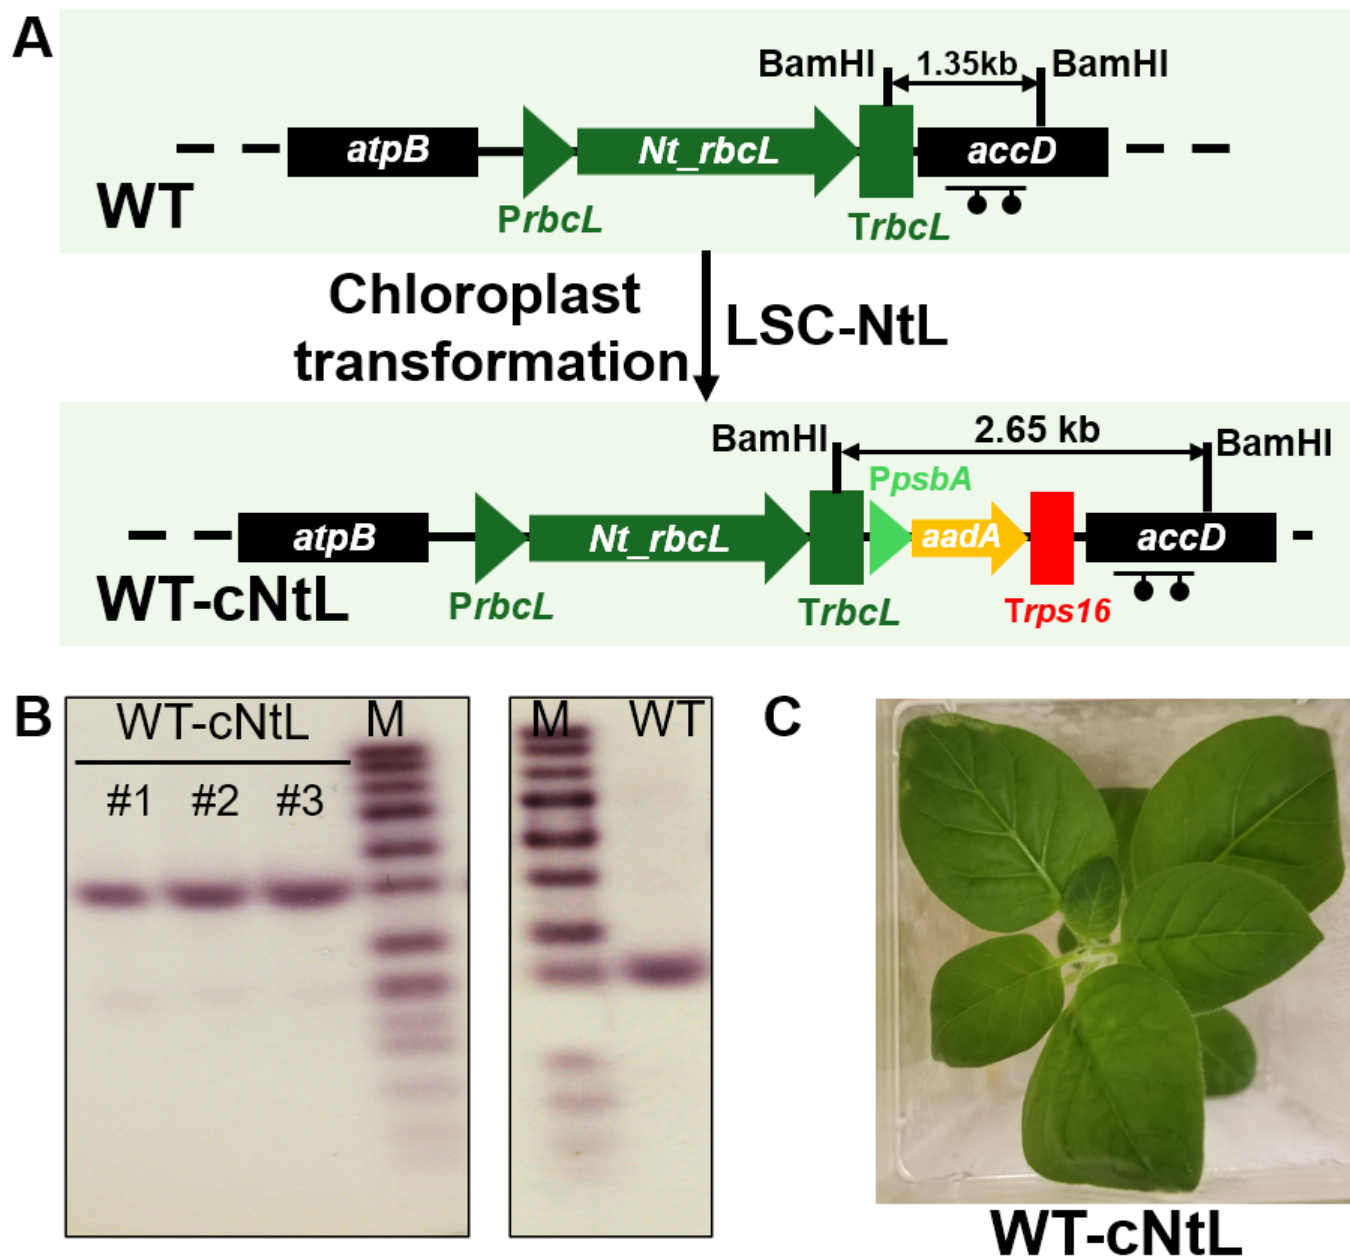 A
BamHI 1.35kb BamHI
atpB Nt_rbcL accD
WT
PrbcL TrbcL
Chloroplast
transformation
LSC-NtL
BamHI 2.65 kb BamHI
PpsbA
atpB Nt_rbcL aadA accD
WT-cNtL
PrbcL TrbcL Trps16
B
WT-cNtL M
#1 #2 #3
M WT
C
WT-cNtL